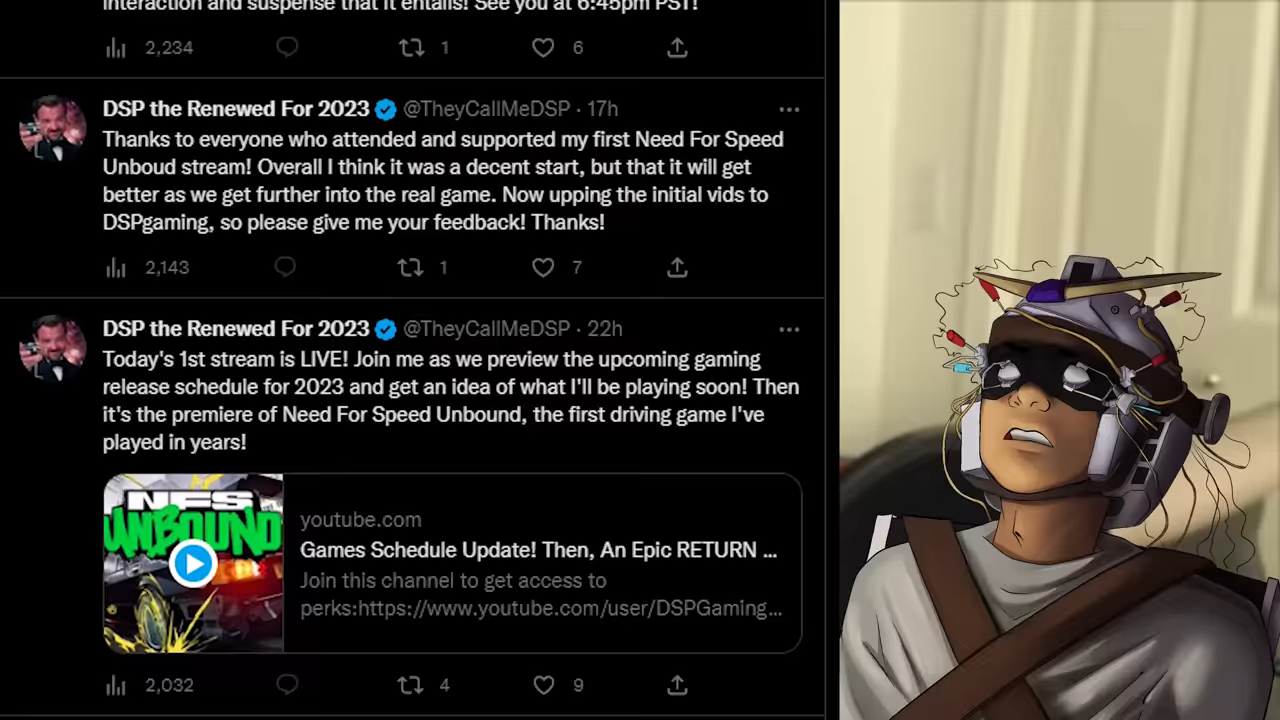 interaction and suspense that it entails! See you at 6:45pm PST!
2,234 1 6
DSP the Renewed For 2023 @TheyCallMeDSP · 17h
Thanks to everyone who attended and supported my first Need For Speed
Unboud stream! Overall I think it was a decent start, but that it will get
better as we get further into the real game. Now upping the initial vids to
DSPgaming, so please give me your feedback! Thanks!
2,143 1 7
DSP the Renewed For 2023 @TheyCallMeDSP · 22h
Today's 1st stream is LIVE! Join me as we preview the upcoming gaming
release schedule for 2023 and get an idea of what I'll be playing soon! Then
it's the premiere of Need For Speed Unbound, the first driving game I've
played in years!
NFS
UNBOUND
youtube.com
Games Schedule Update! Then, An Epic RETURN ...
Join this channel to get access to
perks:https://www.youtube.com/user/DSPGaming...
2,032 4 9